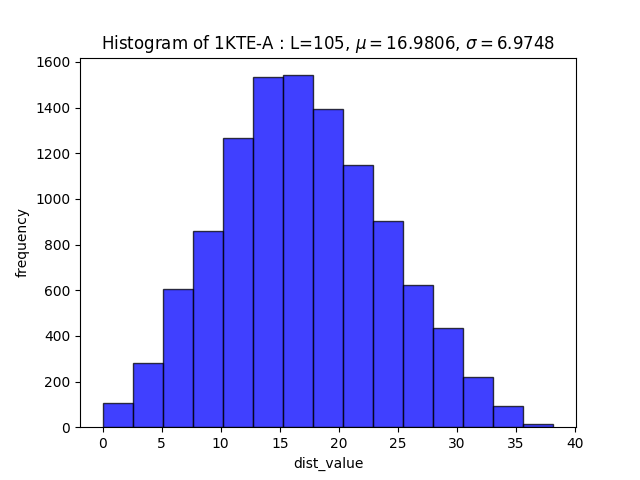 Histogram of 1KTE-A : L=105, μ = 16.9806, σ = 6.9748
1600
1400
1200
1000
800
600
400
200
0
frequency
0 5 10 15 20 25 30 35 40
dist_value